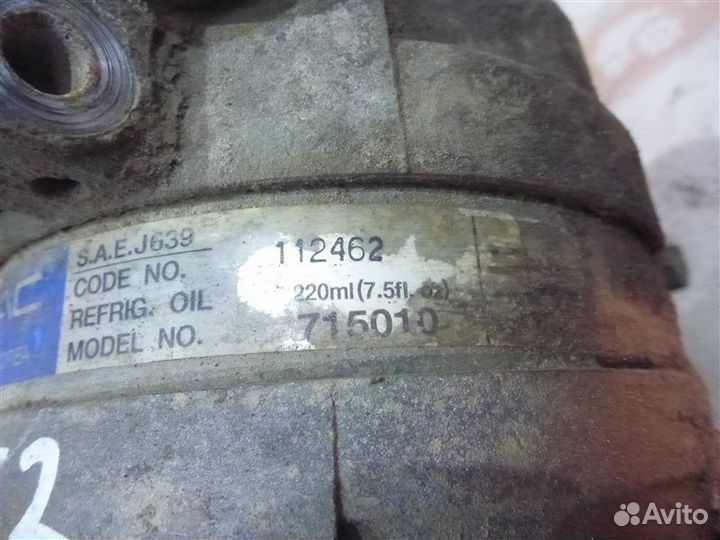 S.A.E.J639
CODE NO. 112462
REFRIG. OIL 220ml(7.5fl. oz)
MODEL NO. 715010
Avito